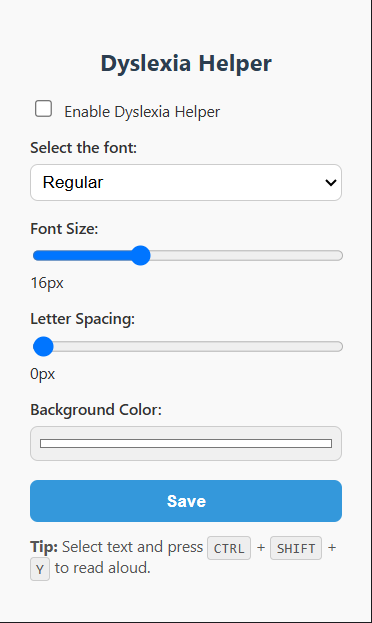 Dyslexia Helper
Enable Dyslexia Helper
Select the font:
Regular
Font Size:
16px
Letter Spacing:
0px
Background Color:
Save
Tip: Select text and press CTRL + SHIFT +
Y to read aloud.